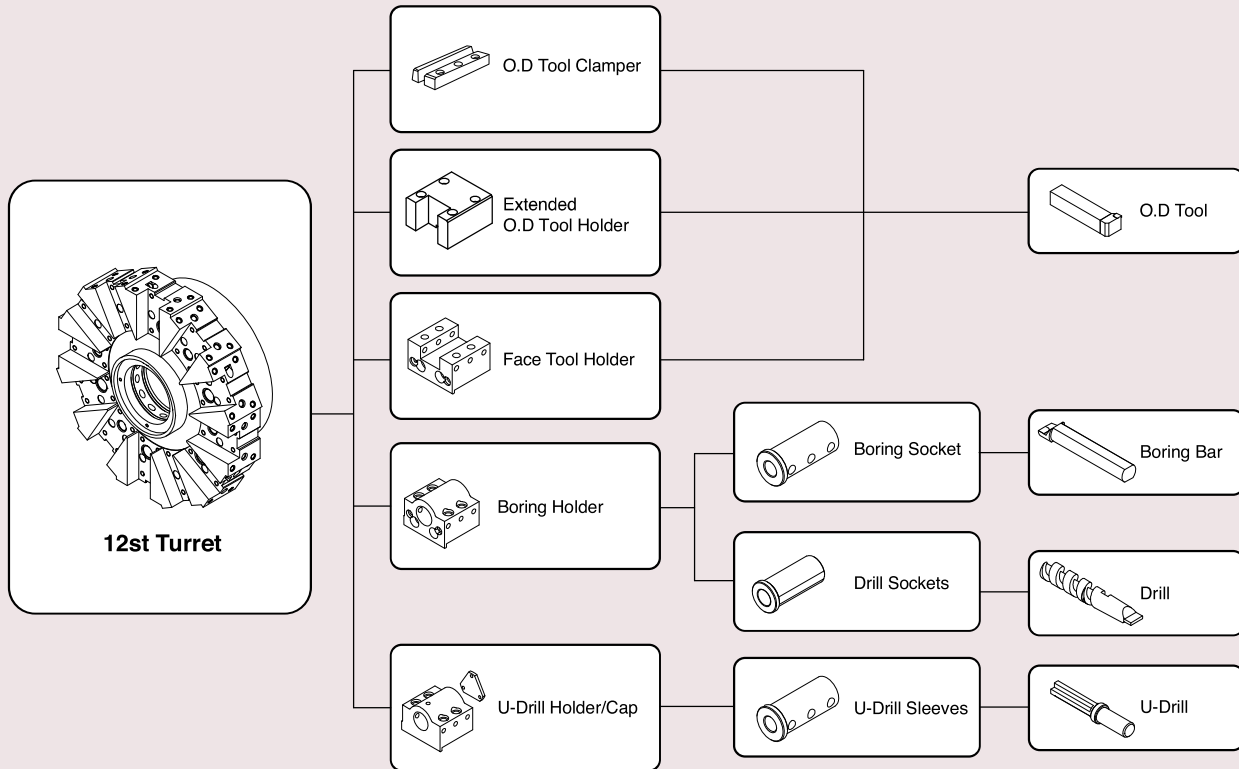 O.D Tool Clamper
Extended
O.D Tool Holder
O.D Tool
Face Tool Holder
12st Turret
Boring Holder
Boring Socket
Boring Bar
Drill Sockets
Drill
U-Drill Holder/Cap
U-Drill Sleeves
U-Drill